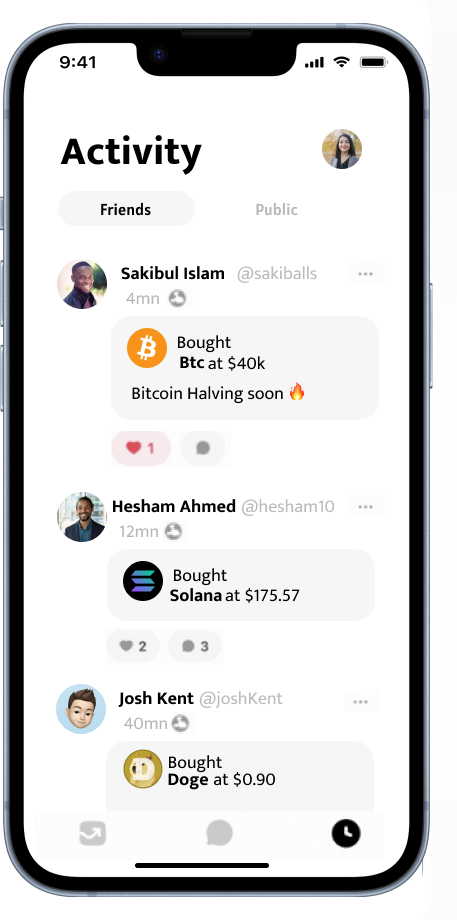 9:41
Activity
Friends Public
Sakibul Islam @sakiballs
4mn
Bought
Btc at $40k
Bitcoin Halving soon 🔥
1
Hesham Ahmed @hesham10
12mn
Bought
Solana at $175.57
2 3
Josh Kent @joshKent
40mn
Bought
Doge at $0.90